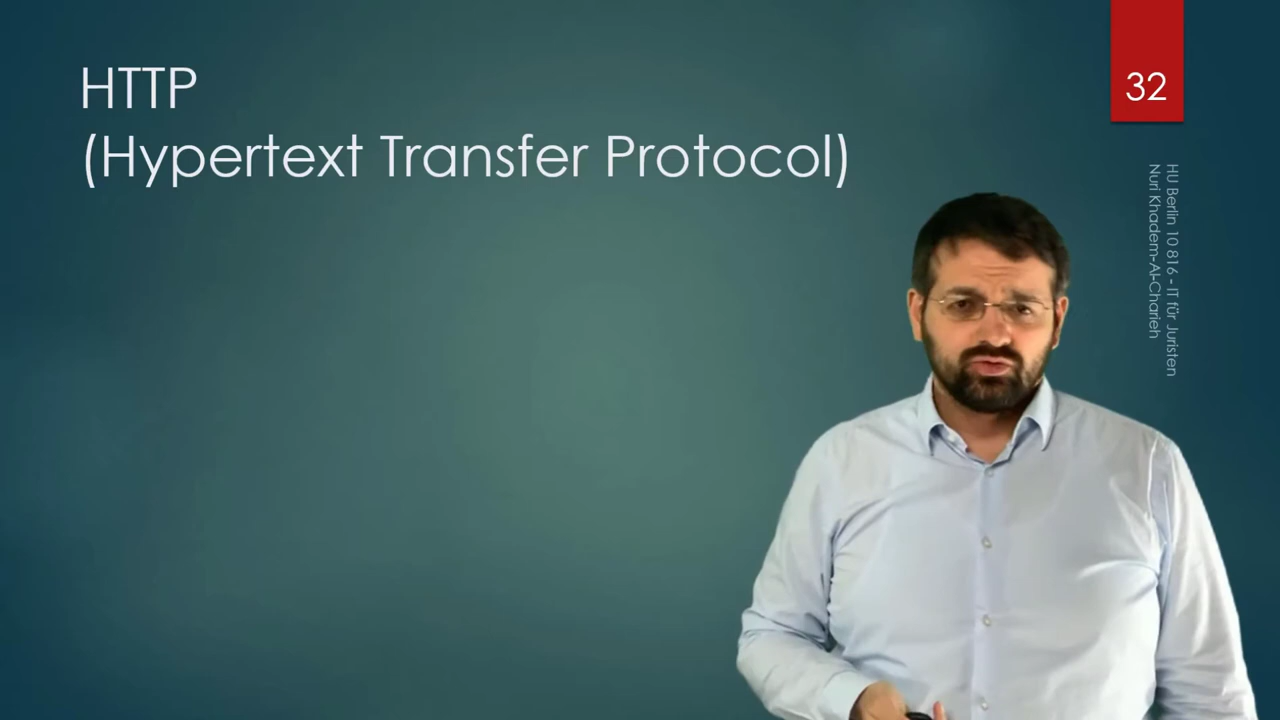 HTTP
(Hypertext Transfer Protocol)
32
HU Berlin 10 816 - IT für Juristen
Nuri Khadem-Al-Charieh